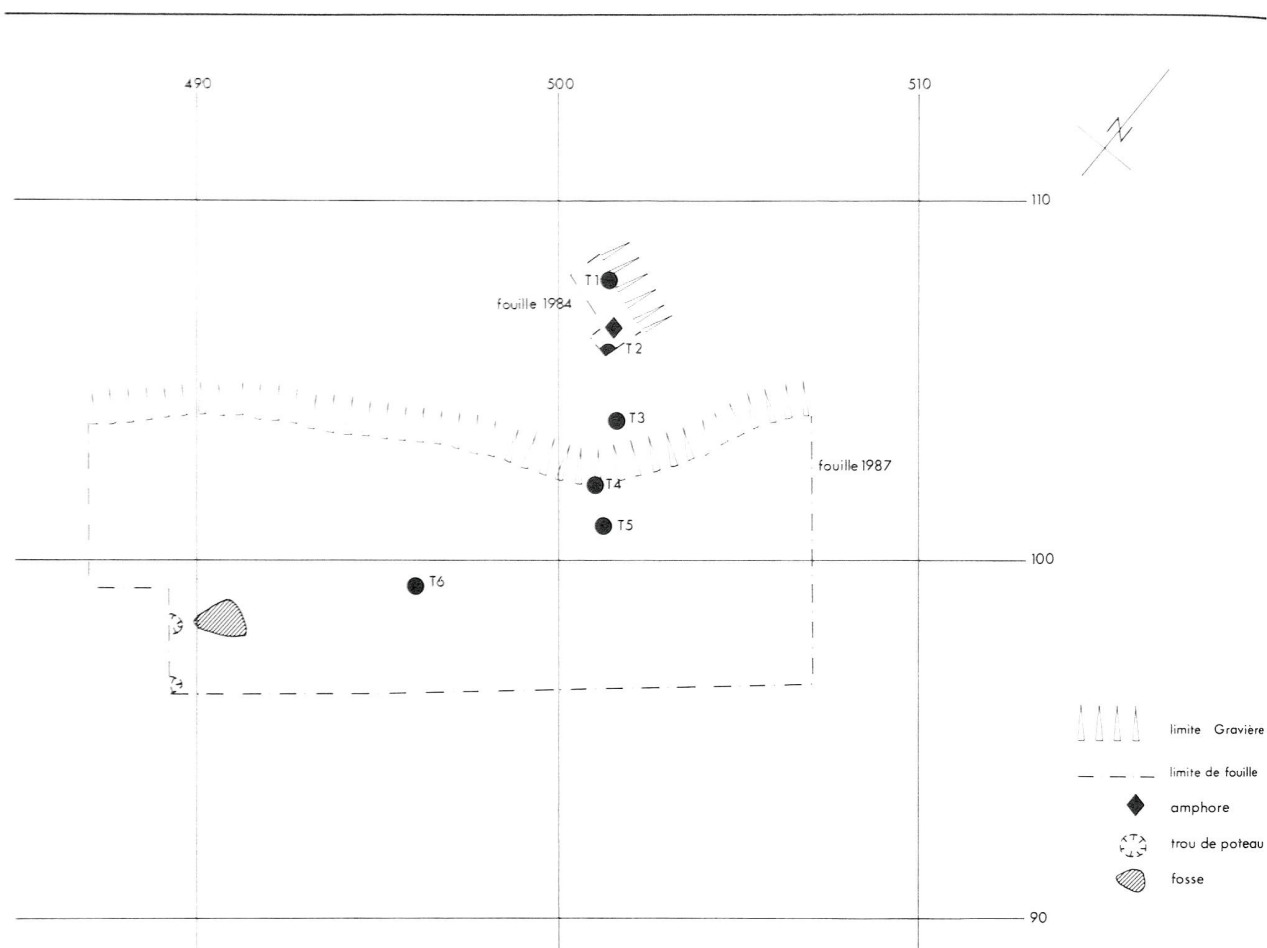 490
500
510
N
110
T1
fouille 1984
T2
T3
fouille 1987
T4
T5
100
T6
limite Gravière
limite de fouille
amphore
trou de poteau
fosse
90